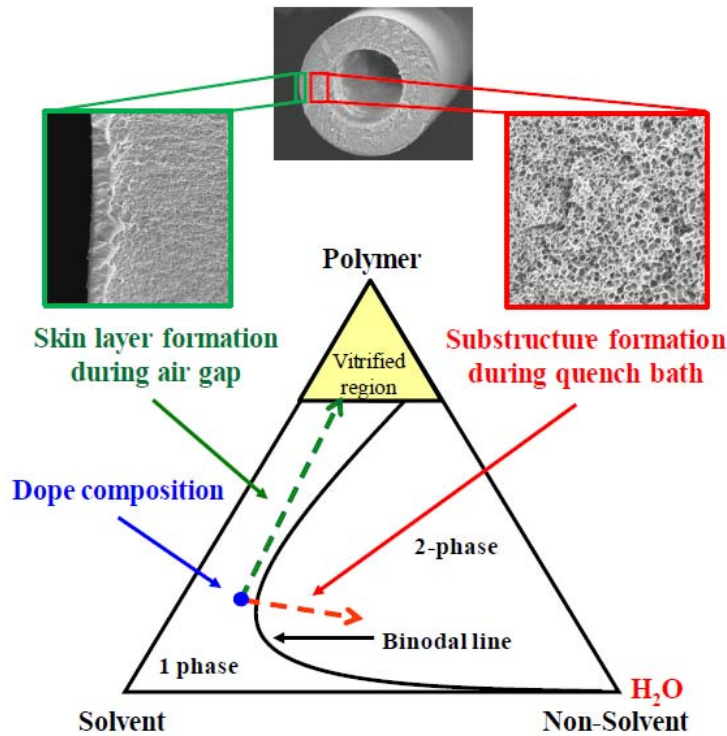 Polymer
Skin layer formation
during air gap
Substructure formation
during quench bath
Vitrified
region
Dope composition
2-phase
Binodal line
1 phase
H₂O
Solvent
Non-Solvent